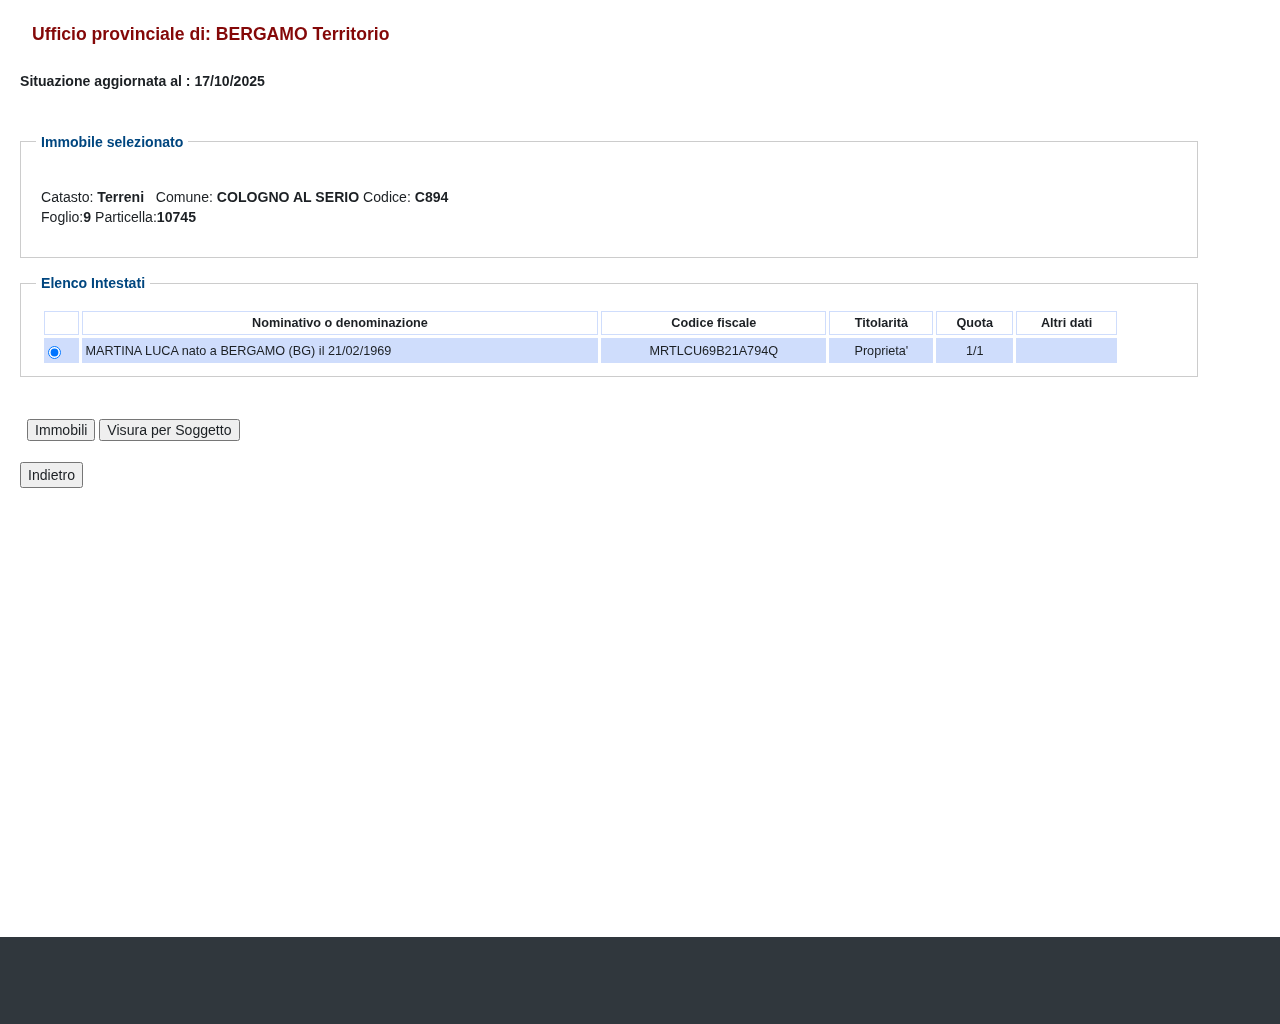 Ufficio provinciale di: BERGAMO Territorio
Situazione aggiornata al : 17/10/2025
Immobile selezionato
Catasto: Terreni Comune: COLOGNO AL SERIO Codice: C894
Foglio:9 Particella:10745
Elenco Intestati
Nominativo o denominazione Codice fiscale Titolarità Quota Altri dati
MARTINA LUCA nato a BERGAMO (BG) il 21/02/1969 MRTLCU69B21A794Q Proprieta' 1/1
Immobili Visura per Soggetto
Indietro